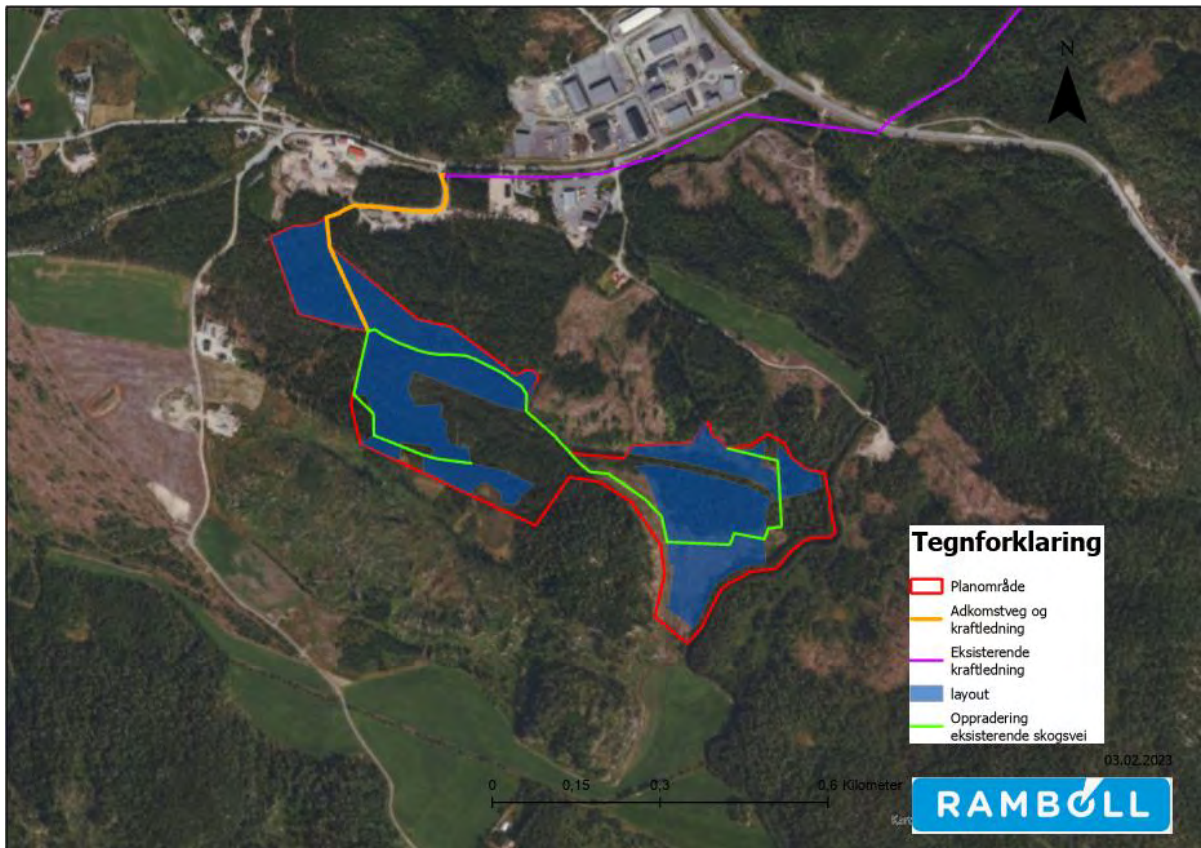 N
Tegnforklaring
Planområde
Adkomstveg og
kraftledning
Eksisterende
kraftledning
layout
Oppradering
eksisterende skogsvei
03.02.2023
0 0,15 0,3 0,6 Kilometer
RAMBOLL